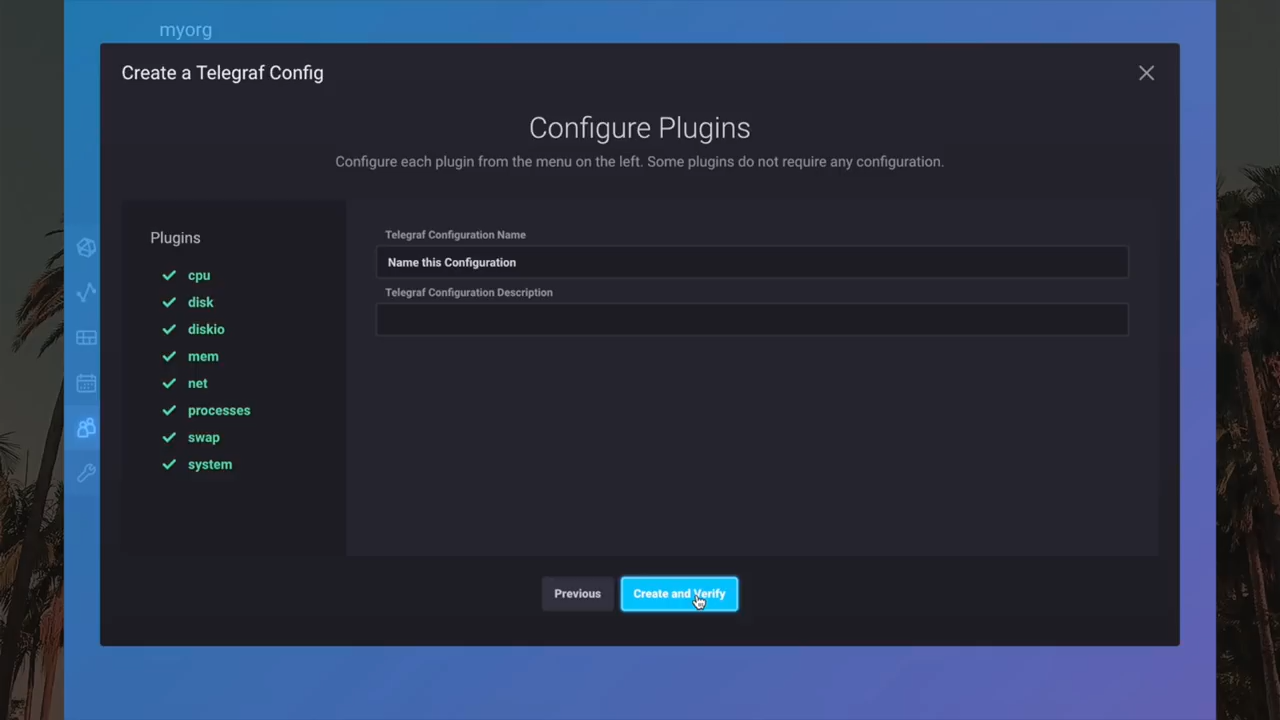 myorg
Create a Telegraf Config
Configure Plugins
Configure each plugin from the menu on the left. Some plugins do not require any configuration.
Plugins
cpu
disk
diskio
mem
net
processes
swap
system
Telegraf Configuration Name
Name this Configuration
Telegraf Configuration Description
Previous
Create and Verify